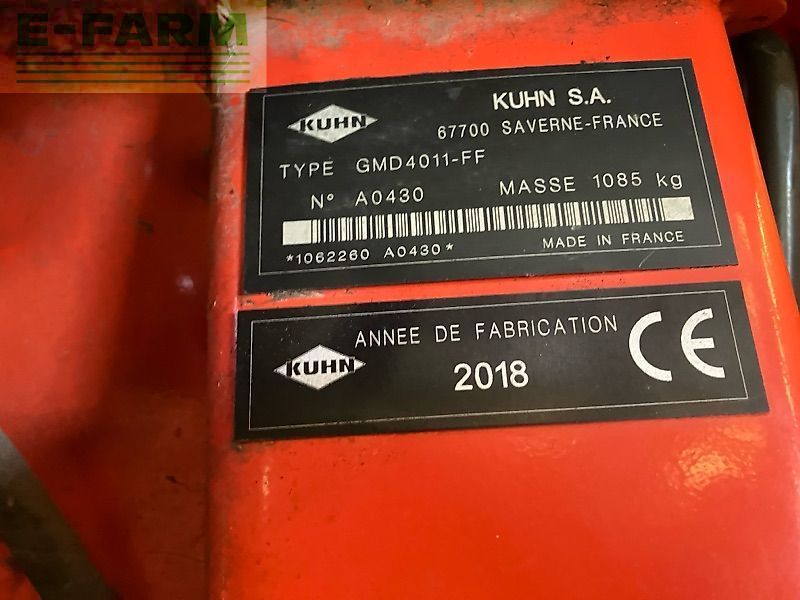 E-FARM
KUHN
KUHN S.A.
67700 SAVERNE-FRANCE
TYPE GMD4011-FF
N° A0430 MASSE 1085 kg
*1062260 A0430* MADE IN FRANCE
KUHN
ANNEE DE FABRICATION
2018
CE